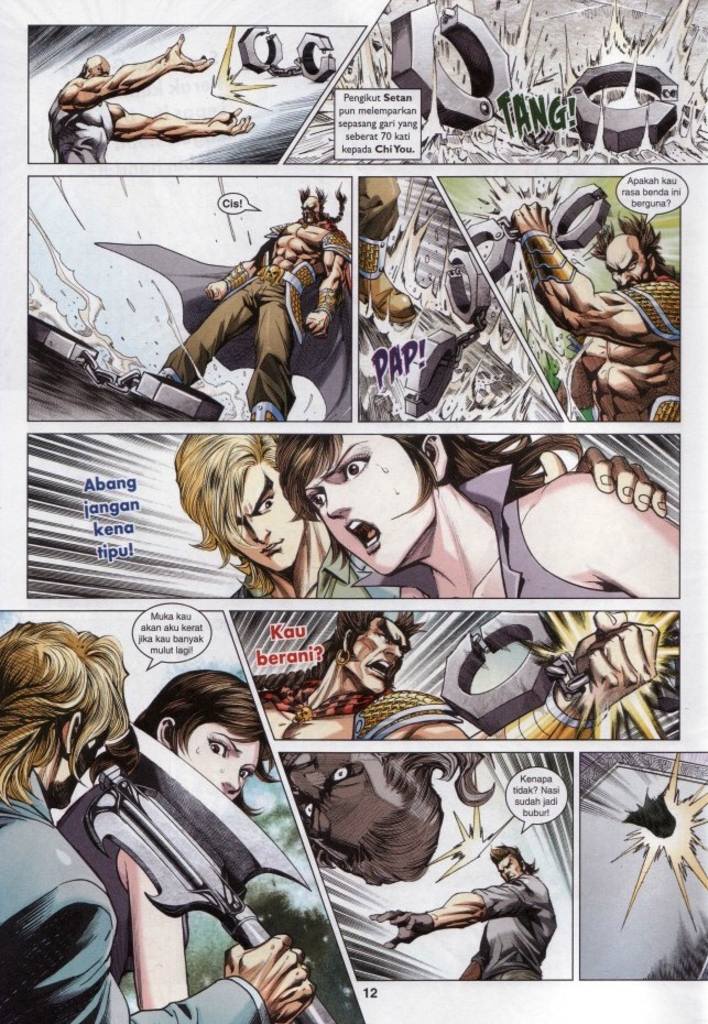 Pengikut Setan
pun melemparkan
sepasang gari yang
seberat 70 kati
kepada Chi You.
TANG!
Cis!
PAP!
Apakah kau
rasa benda ini
berguna?
Abang
jangan
kena
tipu!
Muka kau
akan aku kerat
jika kau banyak
mulut lagi!
Kau
berani?
Kenapa
tidak? Nasi
sudah jadi
bubur!
12